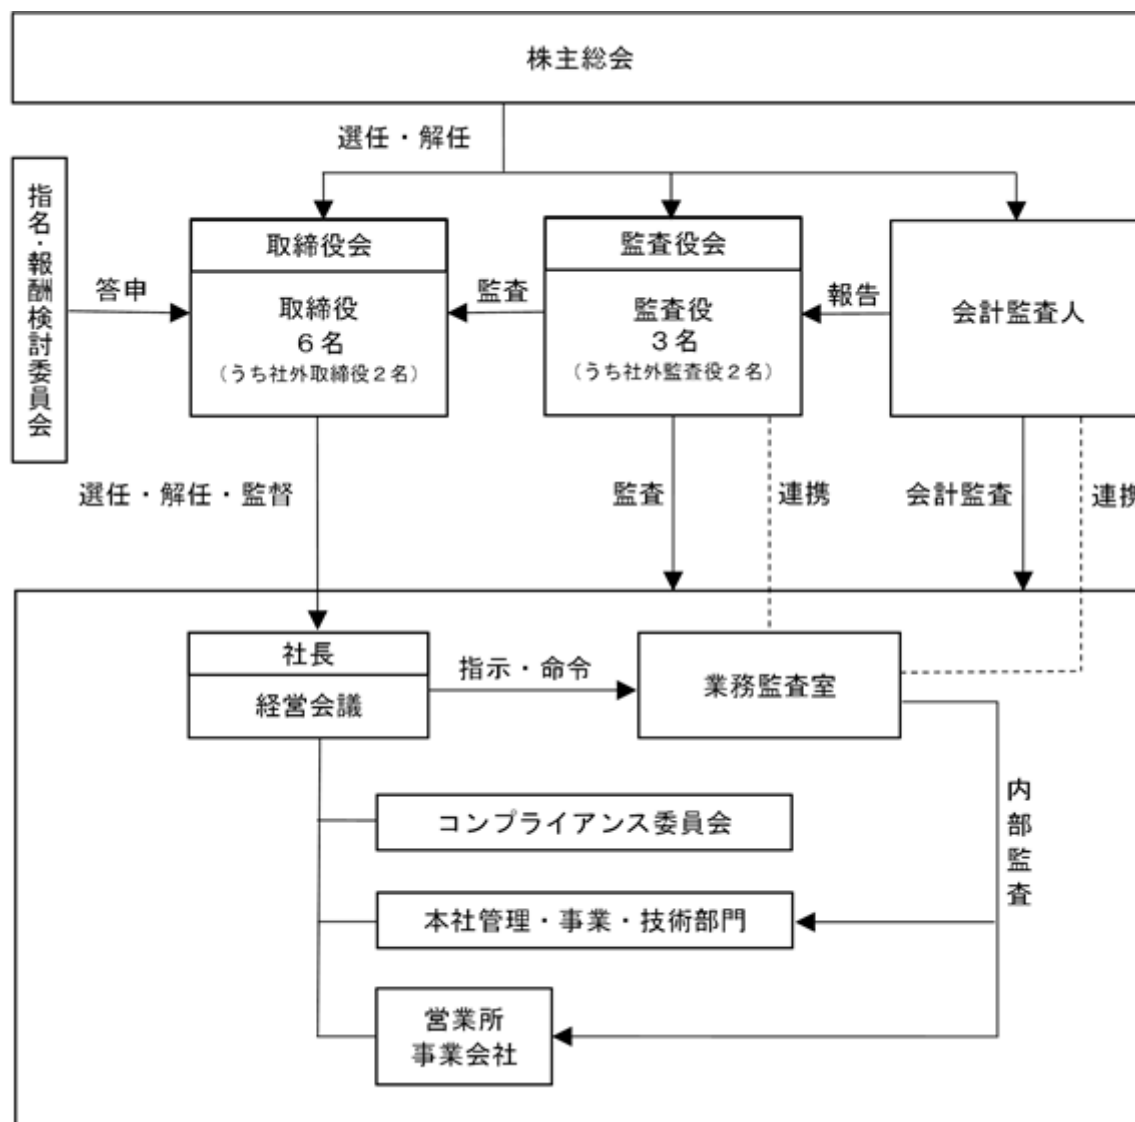 株主総会
選任・解任
指名・報酬検討委員会
答申
取締役会
取締役
6名
（うち社外取締役2名）
監査
監査役会
監査役
3名
（うち社外監査役2名）
報告
会計監査人
選任・解任・監督
監査
連携
会計監査
連携
社長
経営会議
指示・命令
業務監査室
内部監査
コンプライアンス委員会
本社管理・事業・技術部門
営業所
事業会社